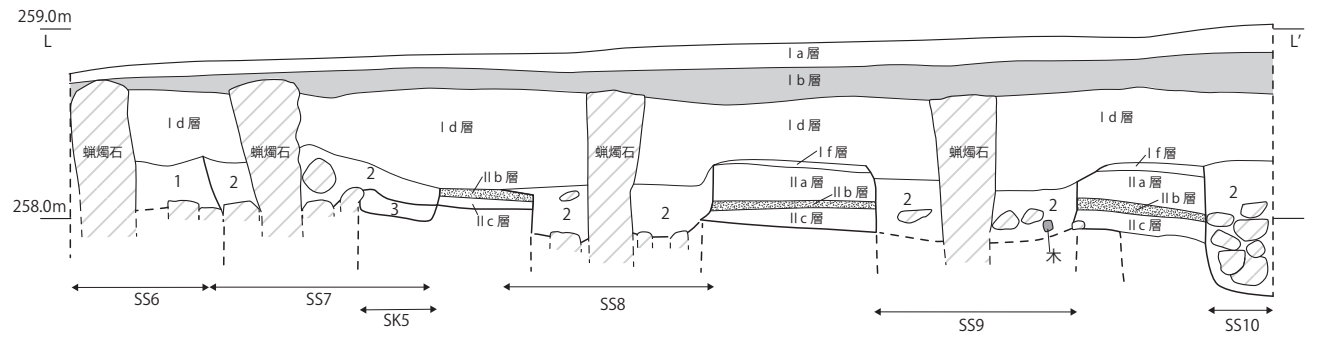 259.0m
L
L'
Ⅰa層
Ⅰb層
Ⅰd層
Ⅰd層
Ⅰd層
Ⅰd層
蝋燭石
蝋燭石
蝋燭石
蝋燭石
Ⅰf層
Ⅰf層
Ⅱb層
Ⅱa層
Ⅱb層
Ⅱa層
Ⅱb層
1
2
2
3
Ⅱc層
2
2
Ⅱc層
2
2
Ⅱc層
2
258.0m
木
SS6
SS7
SS8
SK5
SS9
SS10